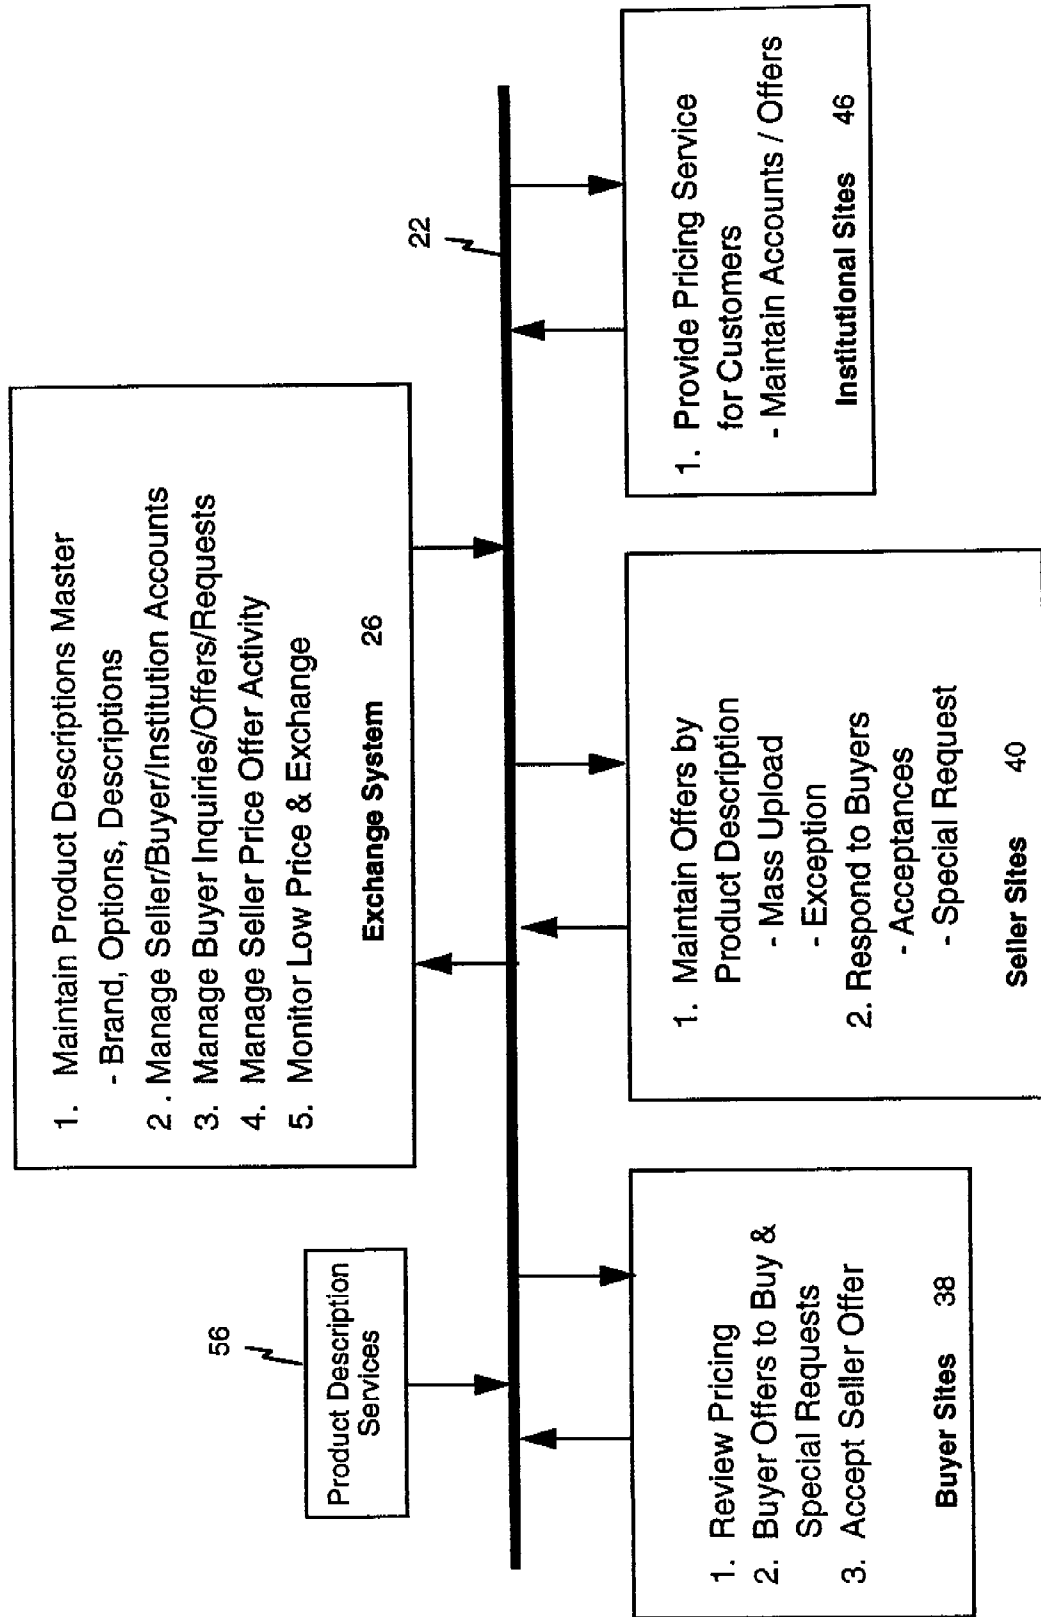 56
Product Description
Services
1. Maintain Product Descriptions Master
- Brand, Options, Descriptions
2 . Manage Seller/Buyer/Institution Accounts
3. Manage Buyer Inquiries/Offers/Requests
4. Manage Seller Price Offer Activity
5. Monitor Low Price & Exchange
Exchange System 26
22
1. Review Pricing
2. Buyer Offers to Buy &
Special Requests
3. Accept Seller Offer
Buyer Sites 38
1. Maintain Offers by
Product Description
- Mass Upload
- Exception
2. Respond to Buyers
- Acceptances
- Special Request
Seller Sites 40
1. Provide Pricing Service
for Customers
- Maintain Accounts / Offers
Institutional Sites 46